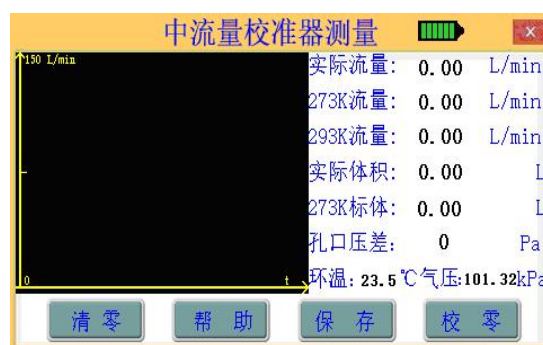 中流量校准器测量
150 L/min
实际流量: 0.00 L/min
273K流量: 0.00 L/min
293K流量: 0.00 L/min
实际体积: 0.00 L
273K标体: 0.00 L
孔口压差: 0 Pa
0 t 环温: 23.5℃ 气压:101.32kPa
清零 帮助 保存 校零